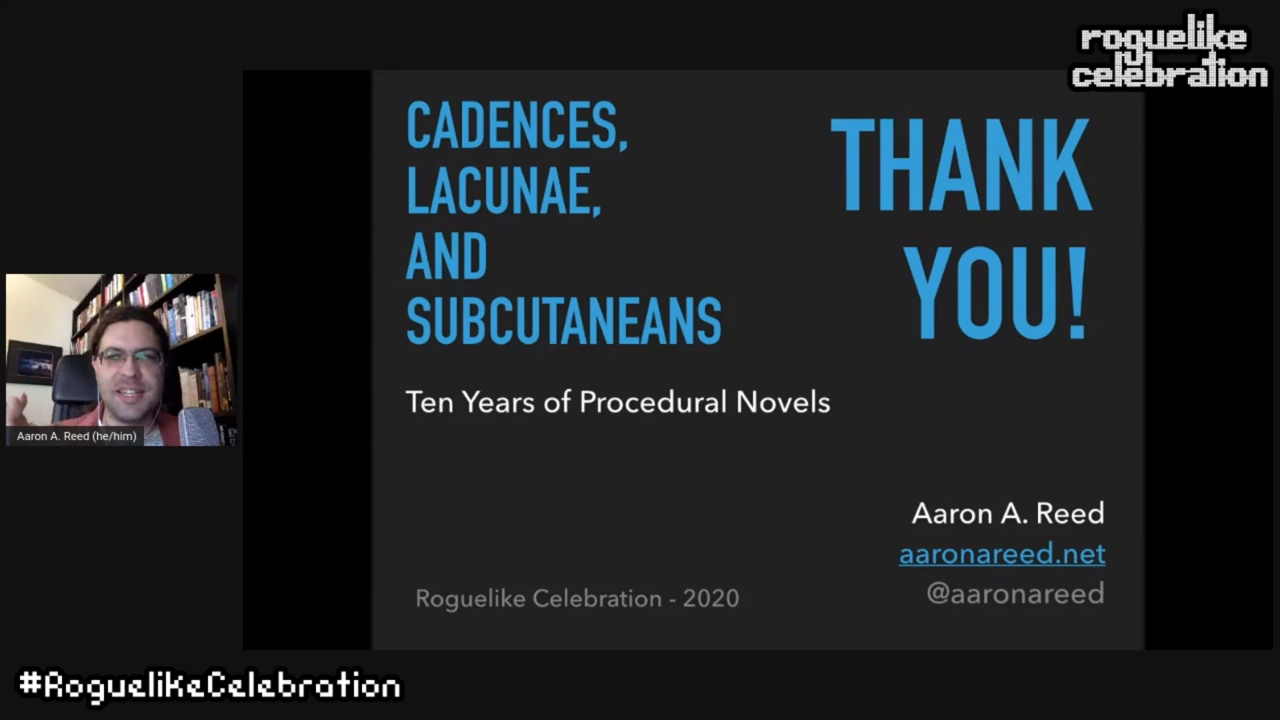 roguelike
celebration
CADENCES,
LACUNAE,
AND
SUBCUTANEANS
THANK
YOU!
Ten Years of Procedural Novels
Aaron A. Reed (he/him)
Aaron A. Reed
aaronareed.net
@aaronareed
Roguelike Celebration - 2020
#RoguelikeCelebration